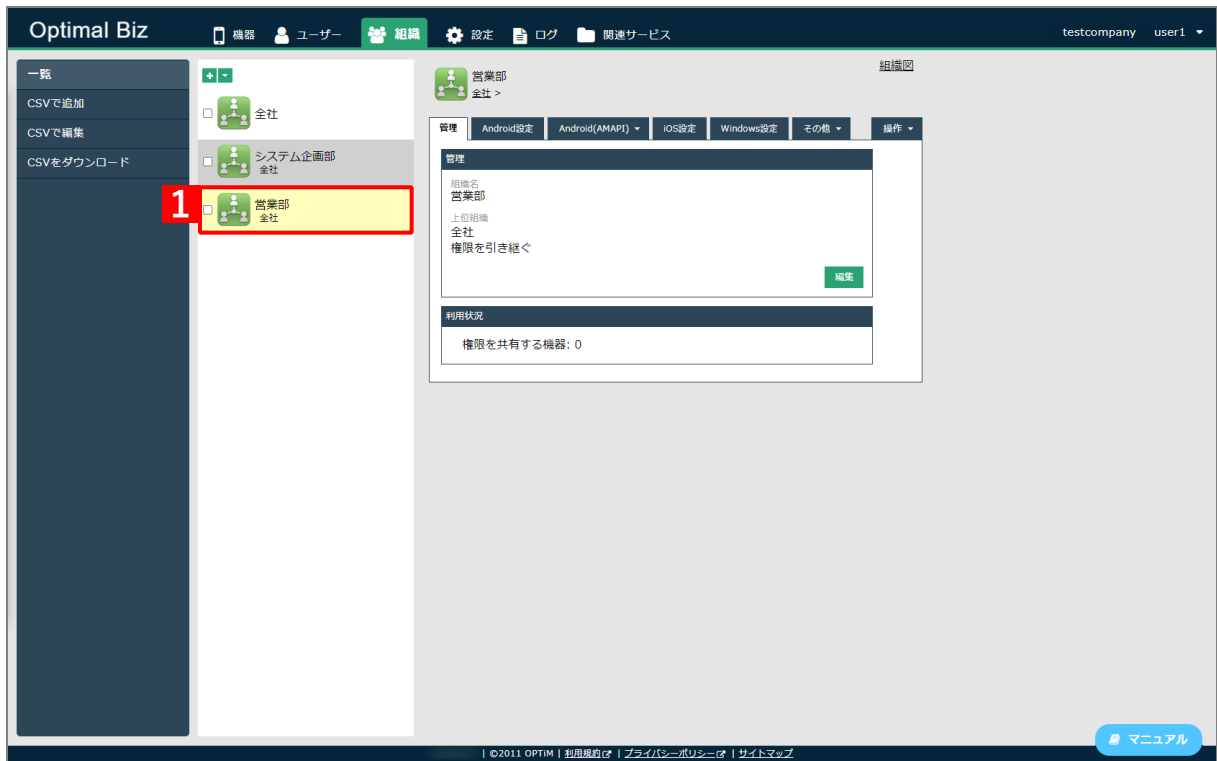 Optimal Biz
機器 ユーザー 組織 設定 ログ 関連サービス
testcompany user1
一覧
CSVで追加
CSVで編集
CSVをダウンロード
全社
システム企画部
全社
1
営業部
全社
営業部
全社 >
組織図
管理 Android設定 Android(AMAPI) iOS設定 Windows設定 その他 操作
管理
組織名
営業部
上位組織
全社
権限を引き継ぐ
編集
利用状況
権限を共有する機器: 0
マニュアル
| ©2011 OPTiM | 利用規約 | プライバシーポリシー | サイトマップ